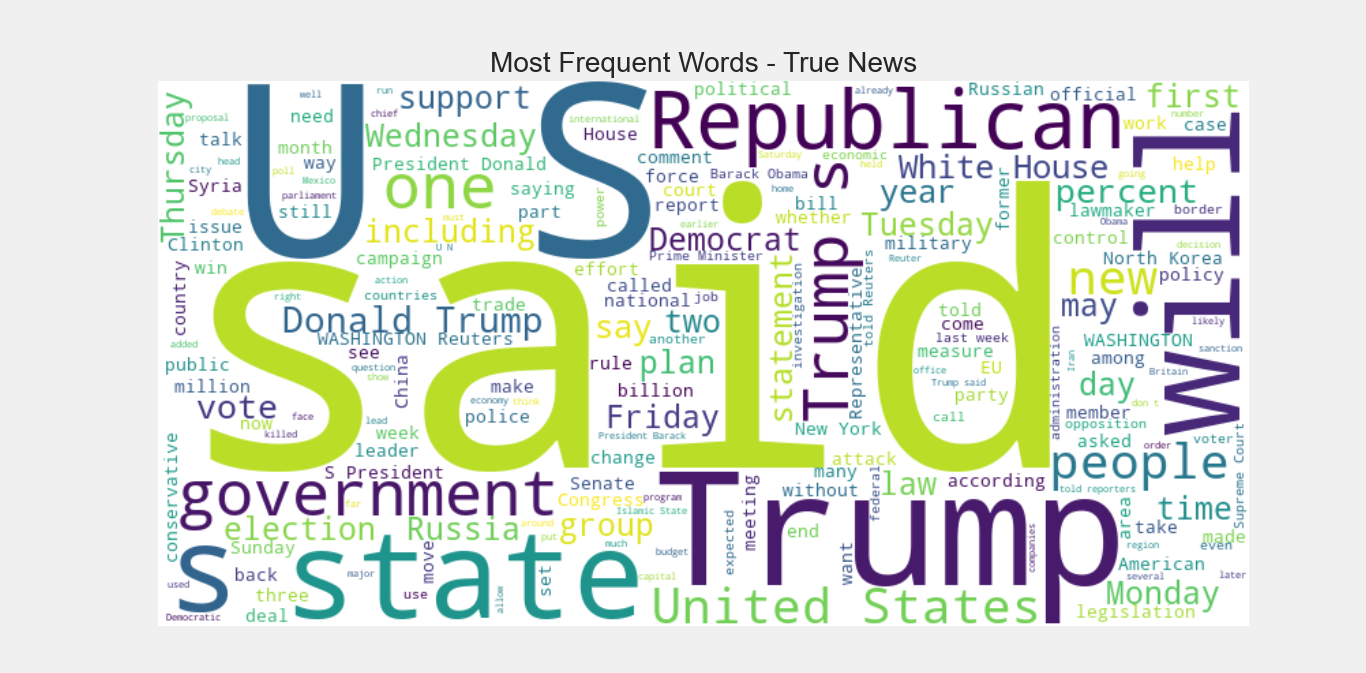 Most Frequent Words - True News
Thursday
proposal
talk
city
head
Syria
issue
Clinton
win
country
well
run
need
month
way
poll
Mexico
parliament
still
debate
chief
support
Wednesday
President Donald
one
saying
must
part
including
U N
campaign
U S
international
House
power
political
already
Russian
official
first
Republican
work
number
case
comment
Saturday
economic
held
White House
going
help
force
Barack Obama
home
court
report
earlier
bill
whether
year
former
percent
lawmaker
Obama
border
Democrat
Tuesday
military
Reuter
control
decision
Prime Minister
North Korea
will
effort
called
national
job
investigation
statement
Trump s
told Reuters
Representative
new
policy
may
likely
said
action
right
countries
trade
Donald Trump
WASHINGTON Reuters
added
public
see
question
show
China
million
make
economy
think
vote
now
face
killed
lead
police
week
leader
say
two
another
rule
plan
billion
Friday
President Barack
change
New York
attack
told
come
last week
measure
office
EU
Trump said
party
call
administration
Iran
WASHINGTON
sanction
among
Britain
day
don t
member
opposition
asked
order
voter
Supreme Court
people
told reporters
conservative
S President
government
far
Senate
Congress
program
Islamic State
meeting
many
without
federal
law
according
election
Russia
around
put
group
much
budget
expected
end
want
Trump
companies
time
area
made
take
even
region
s
Sunday
back
used
three
Democratic
deal
state
major
move
use
allow
set
capital
United States
American
several
later
Monday
legislation